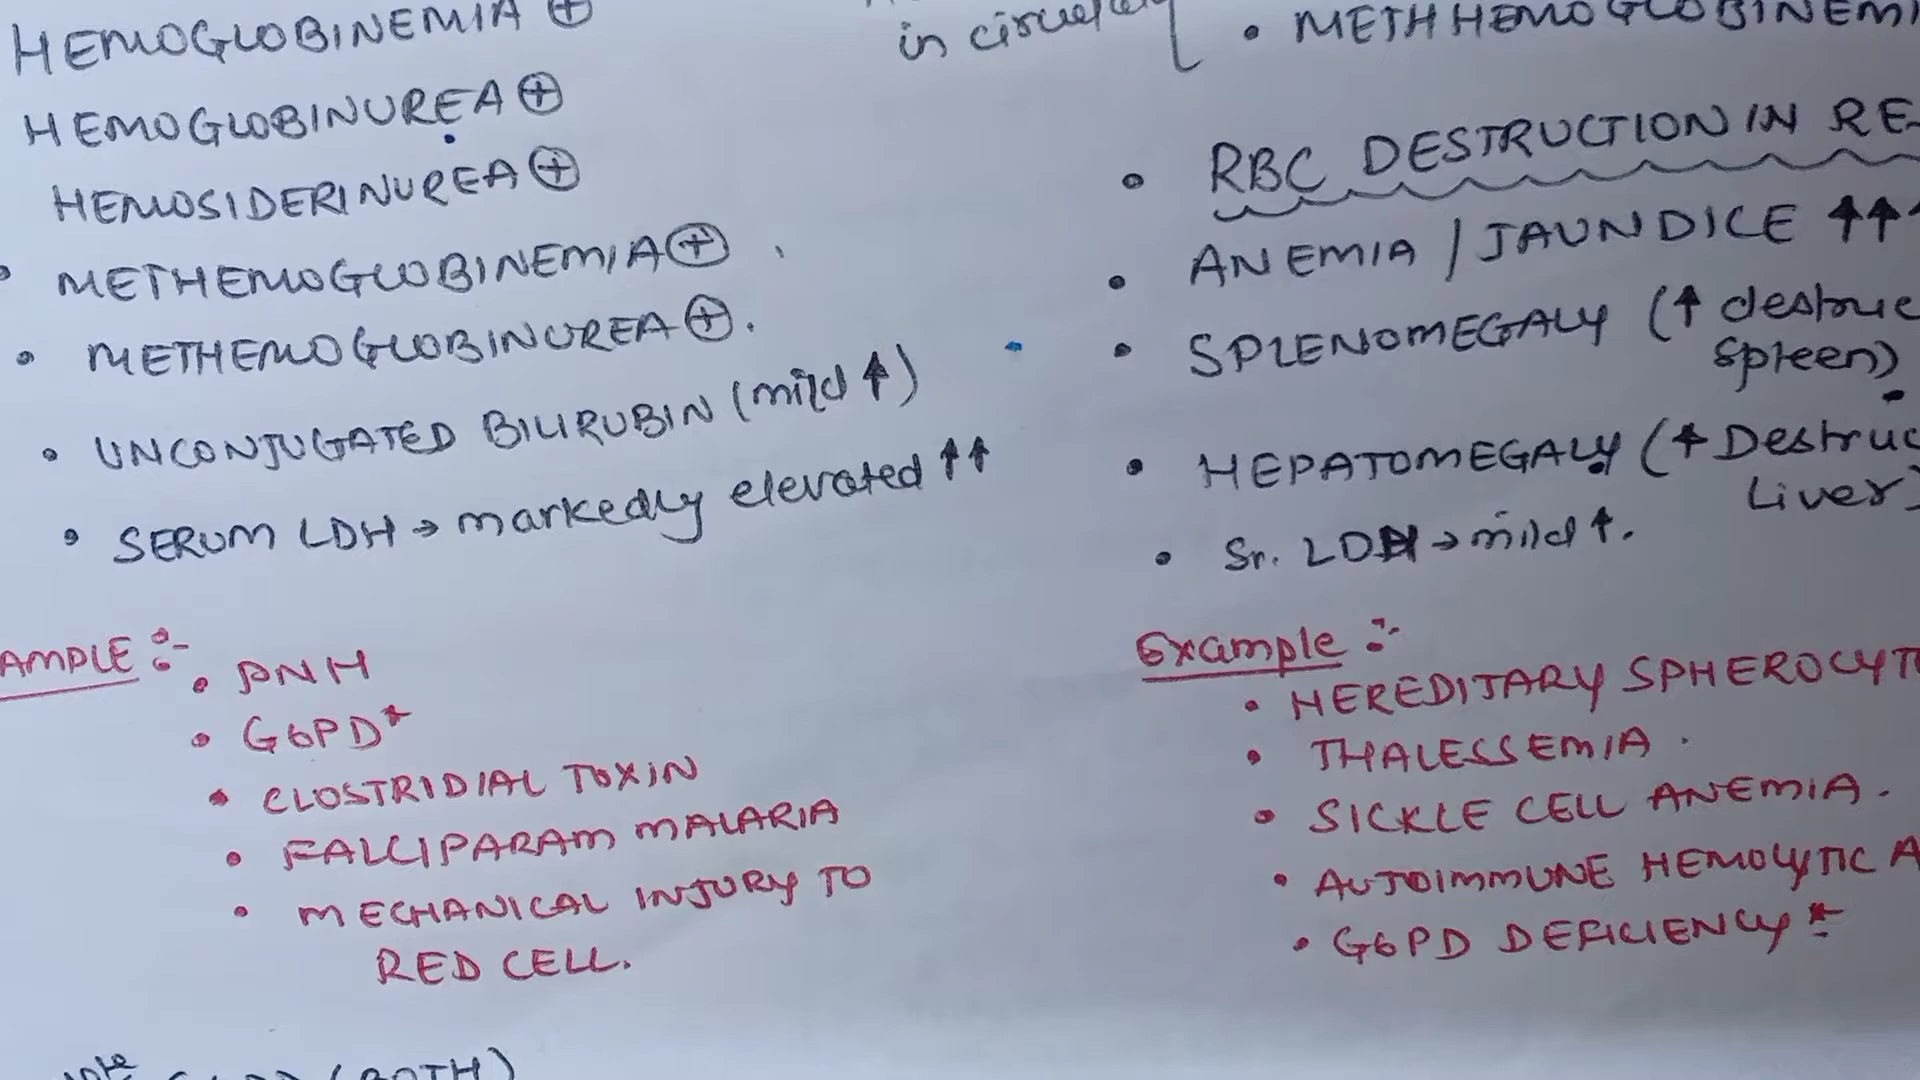 HEMOGLOBINEMIA ⊕
HEMOGLOBINUREA ⊕
HEMOSIDERINUREA ⊕
• METHEMOGLOBINEMIA ⊕
• METHEMOGLOBINUREA ⊕.
• UNCONJUGATED BILIRUBIN (mild ↑)
• SERUM LDH → markedly elevated ↑↑
AMPLE :-
• PNH
• G6PD*
• CLOSTRIDIAL TOXIN
• FALCIPARAM MALARIA
• MECHANICAL INJURY TO
RED CELL.
G6PD (BOTH)
in
• METHHEMOGLOBINEMI
• RBC DESTRUCTION IN RE
• ANEMIA / JAUNDICE ↑↑↑
• SPLENOMEGALY (↑ destruc
Spleen)
• HEPATOMEGALY (↑ Destruc
Liver)
• Sr. LDH → mild ↑.
Example :-
• HEREDITARY SPHEROCYT
• THALESSEMIA.
• SICKLE CELL ANEMIA.
• AUTOIMMUNE HEMOLYTIC A
• G6PD DEFICIENCY *